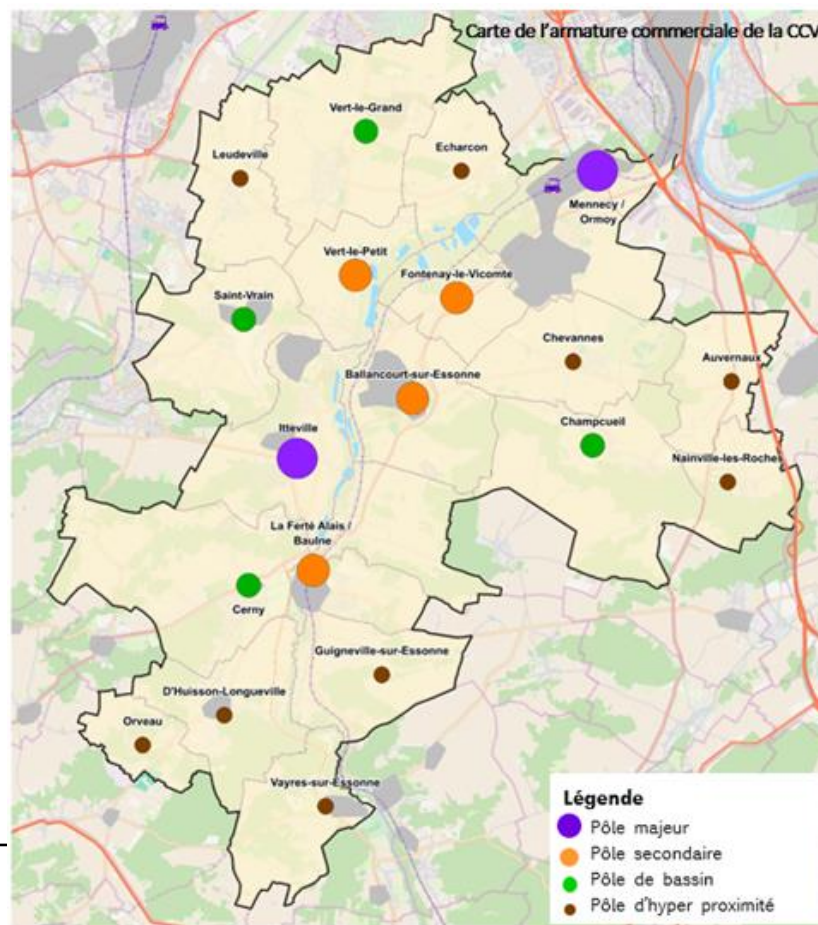 Carte de l'armature commerciale de la CCV
Vert-le-Grand
Echarcon
Leudeville
Mennecy /
Ormoy
Vert-le-Petit
Fontenay-le-Vicomte
Saint-Vrain
Chevannes
Auvernaux
Ballancourt-sur-Essonne
Champcueil
Itteville
Nainville-les-Roches
La Ferté Alais /
Baulne
Cerny
Guigneville-sur-Essonne
D'Huisson-Longueville
Orveau
Vayres-sur-Essonne
Légende
Pôle majeur
Pôle secondaire
Pôle de bassin
Pôle d'hyper proximité